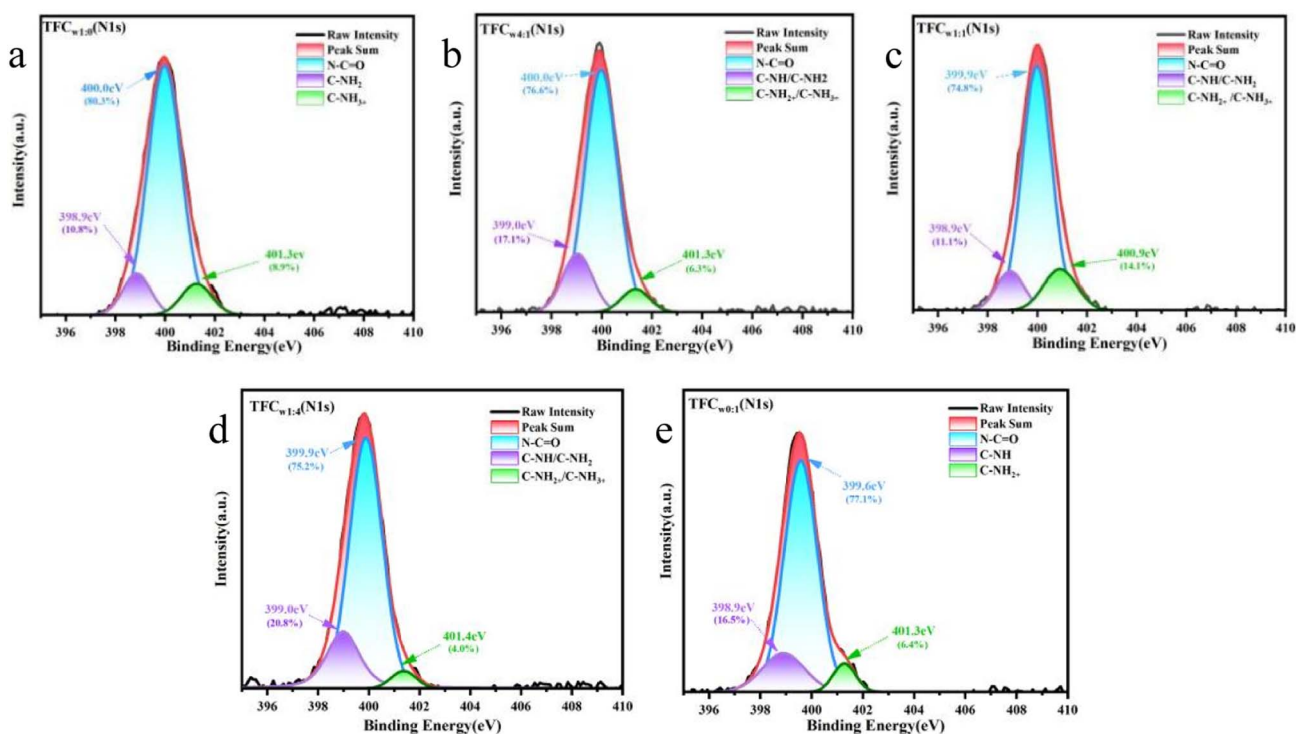 a
TFCw1:0(N1s)
Raw Intensity
Peak Sum
N-C=O
C-NH2
C-NH3+
400.0eV
(80.3%)
398.9eV
(10.8%)
401.3ev
(8.9%)
Intensity(a.u.)
396 398 400 402 404 406 408 410
Binding Energy(eV)
b
TFCw4:1(N1s)
Raw Intensity
Peak Sum
N-C=O
C-NH/C-NH2
C-NH2+/C-NH3+
400.0eV
(76.6%)
399.0eV
(17.1%)
401.3eV
(6.3%)
Intensity(a.u.)
396 398 400 402 404 406 408 410
Binding Energy(eV)
c
TFCw1:1(N1s)
Raw Intensity
Peak Sum
N-C=O
C-NH/C-NH2
C-NH2+ /C-NH3+
399.9eV
(74.8%)
398.9eV
(11.1%)
400.9eV
(14.1%)
Intensity(a.u.)
396 398 400 402 404 406 408 410
Binding Energy(eV)
d
TFCw1:4(N1s)
Raw Intensity
Peak Sum
N-C=O
C-NH/C-NH2
C-NH2+/C-NH3+
399.9eV
(75.2%)
399.0eV
(20.8%)
401.4eV
(4.0%)
Intensity(a.u.)
396 398 400 402 404 406 408 410
Binding Energy(eV)
e
TFCw0:1(N1s)
Raw Intensity
Peak Sum
N-C=O
C-NH
C-NH2+
399.6eV
(77.1%)
398.9eV
(16.5%)
401.3eV
(6.4%)
Intensity(a.u.)
396 398 400 402 404 406 408 410
Binding Energy(eV)